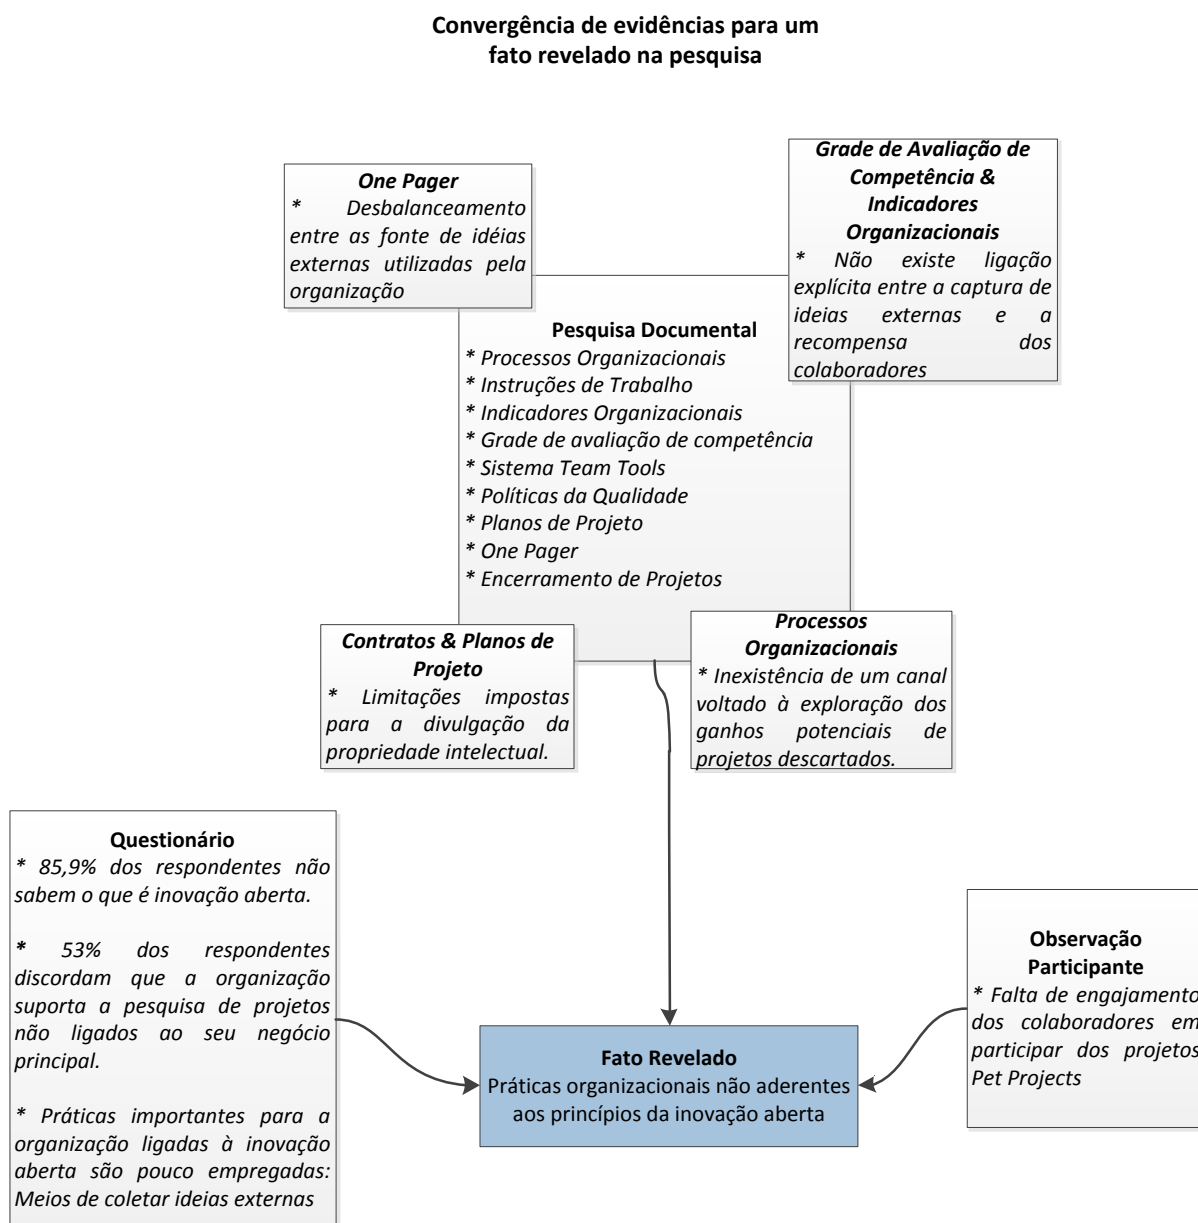 Convergência de evidências para um
fato revelado na pesquisa
One Pager
* Desbalanceamento
entre as fonte de idéias
externas utilizadas pela
organização
Grade de Avaliação de
Competência &
Indicadores
Organizacionais
* Não existe ligação
explícita entre a captura de
ideias externas e a
recompensa dos
colaboradores
Pesquisa Documental
* Processos Organizacionais
* Instruções de Trabalho
* Indicadores Organizacionais
* Grade de avaliação de competência
* Sistema Team Tools
* Políticas da Qualidade
* Planos de Projeto
* One Pager
* Encerramento de Projetos
Contratos & Planos de
Projeto
* Limitações impostas
para a divulgação da
propriedade intelectual.
Processos
Organizacionais
* Inexistência de um canal
voltado à exploração dos
ganhos potenciais de
projetos descartados.
Questionário
* 85,9% dos respondentes não
sabem o que é inovação aberta.
* 53% dos respondentes
discordam que a organização
suporta a pesquisa de projetos
não ligados ao seu negócio
principal.
* Práticas importantes para a
organização ligadas à inovação
aberta são pouco empregadas:
Meios de coletar ideias externas
Fato Revelado
Práticas organizacionais não aderentes
aos princípios da inovação aberta
Observação
Participante
* Falta de engajamento
dos colaboradores em
participar dos projetos
Pet Projects